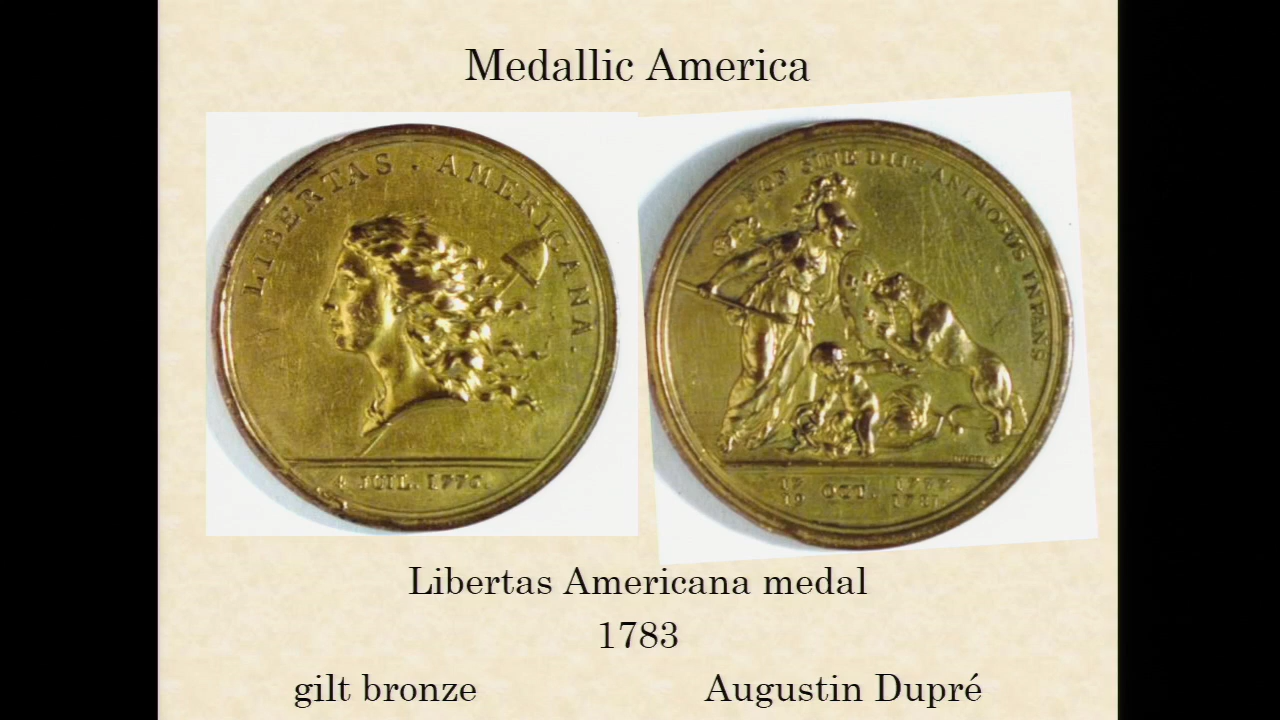 Medallic America
LIBERTAS . AMERICANA .
4 JUIL. 1776.
NON SINE DIIS ANIMOSUS INFANS
17 OCT. 1777.
19 1781.
Libertas Americana medal
1783
gilt bronze
Augustin Dupré